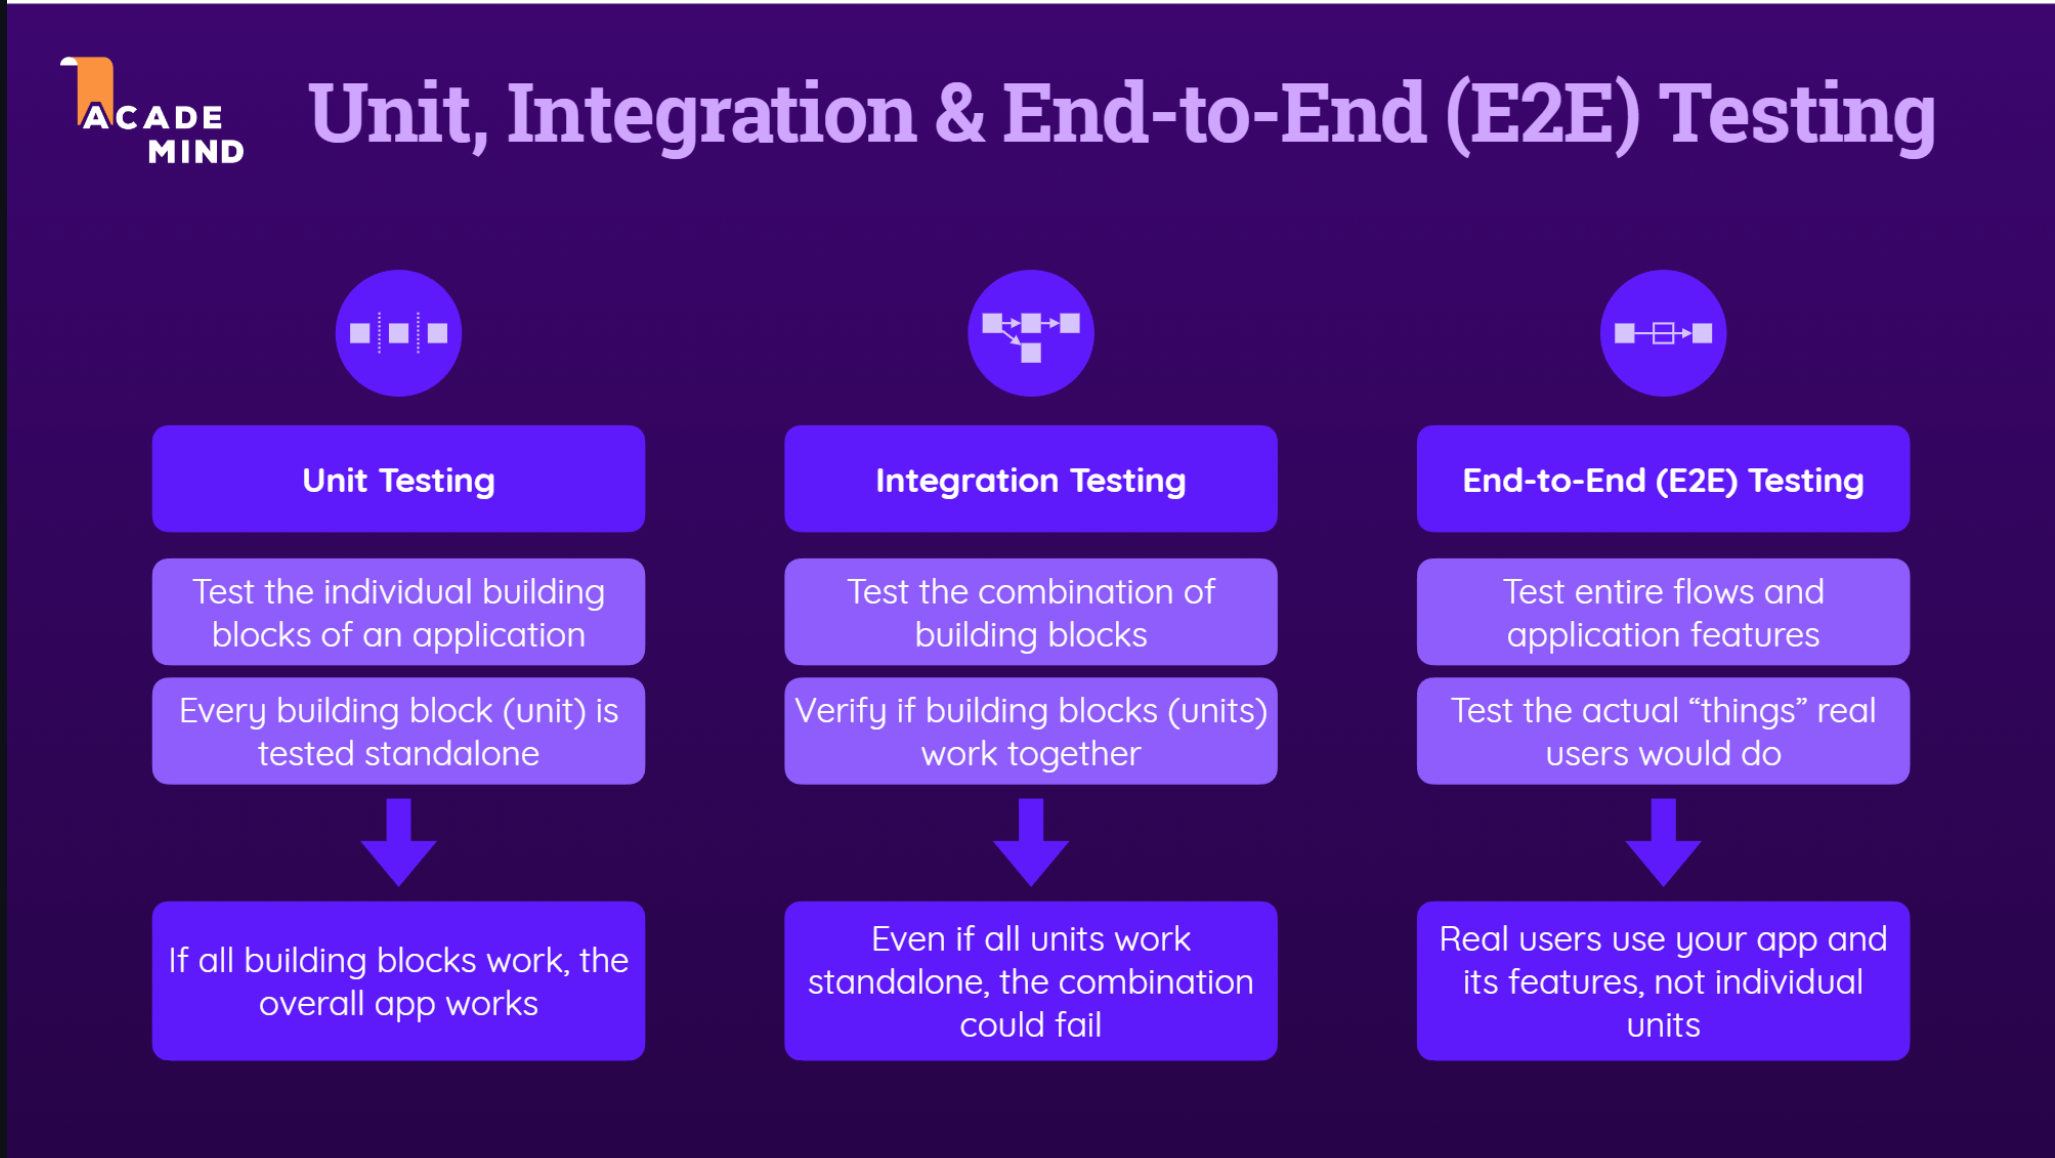 ACADE
MIND
Unit, Integration & End-to-End (E2E) Testing
Unit Testing
Test the individual building
blocks of an application
Every building block (unit) is
tested standalone
If all building blocks work, the
overall app works
Integration Testing
Test the combination of
building blocks
Verify if building blocks (units)
work together
Even if all units work
standalone, the combination
could fail
End-to-End (E2E) Testing
Test entire flows and
application features
Test the actual “things” real
users would do
Real users use your app and
its features, not individual
units